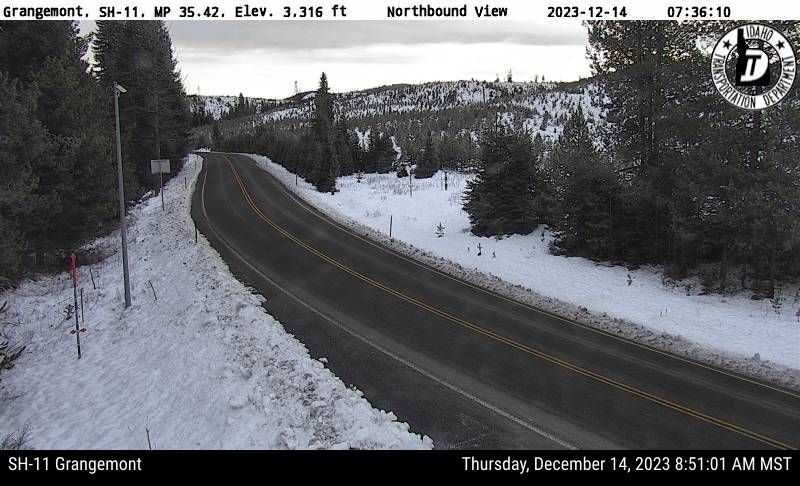 Grangemont, SH-11, MP 35.42, Elev. 3,316 ft Northbound View 2023-12-14 07:36:10
IDAHO
TRANSPORTATION DEPARTMENT
SH-11 Grangemont Thursday, December 14, 2023 8:51:01 AM MST